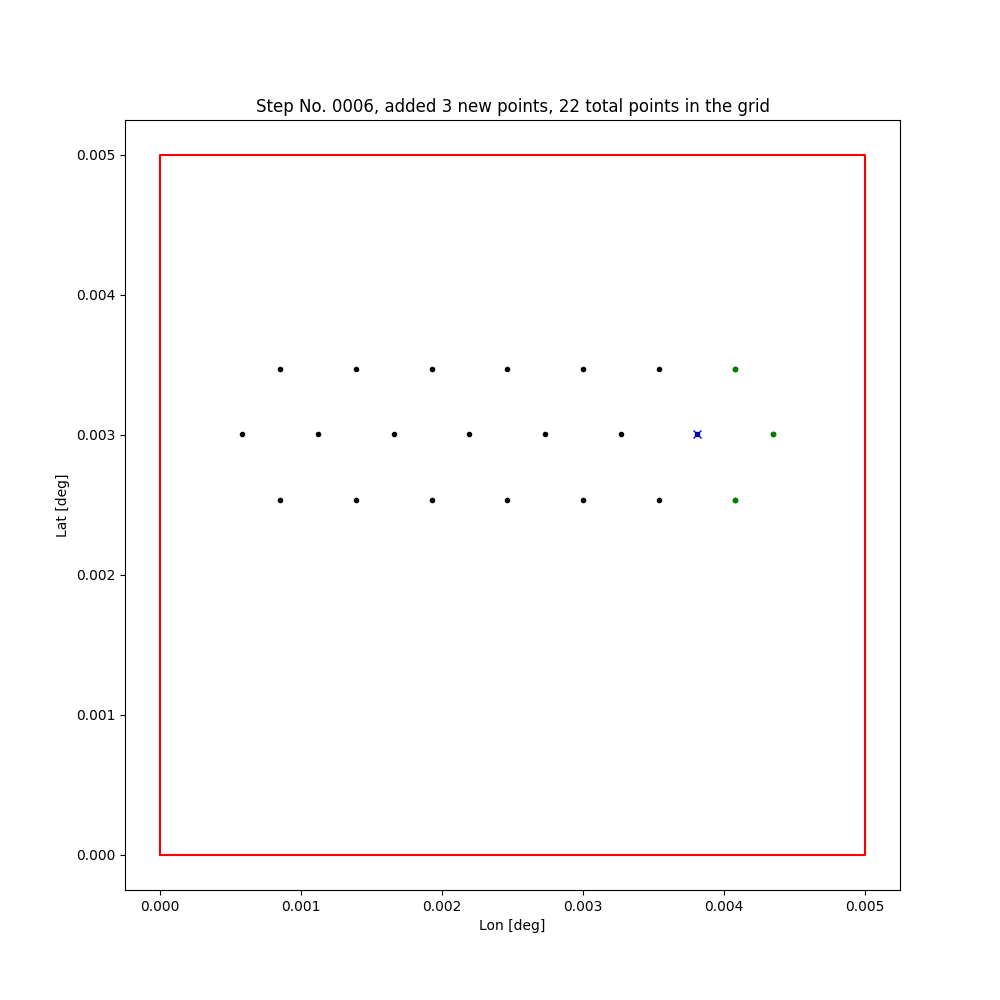 Step No. 0006, added 3 new points, 22 total points in the grid
0.005
0.004
0.003
0.002
0.001
0.000
Lat [deg]
0.000 0.001 0.002 0.003 0.004 0.005
Lon [deg]